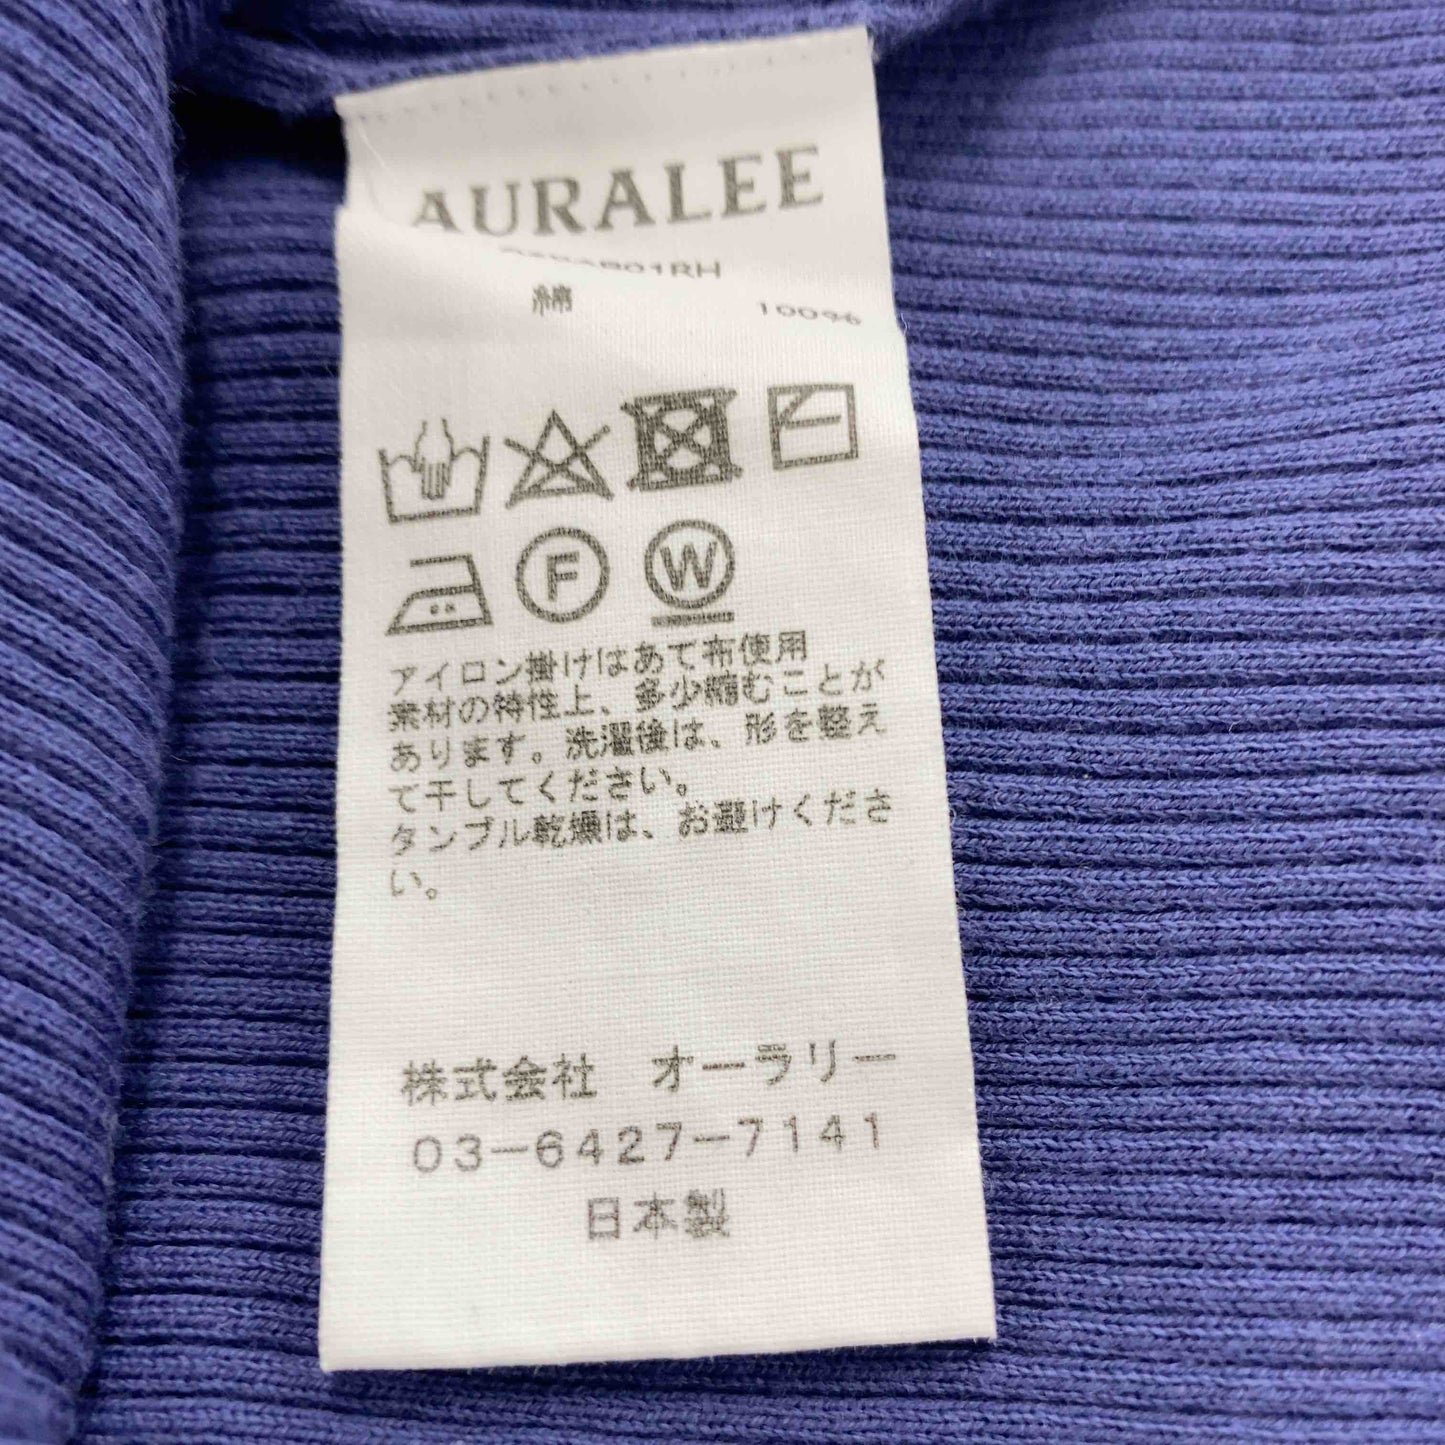 AURALEE
綿 100%
F W
アイロン掛けはあて布使用
素材の特性上、多少縮むことが
あります。洗濯後は、形を整え
て干してください。
タンブル乾燥は、お避けくださ
い。
株式会社 オーラリー
03-6427-7141
日本製